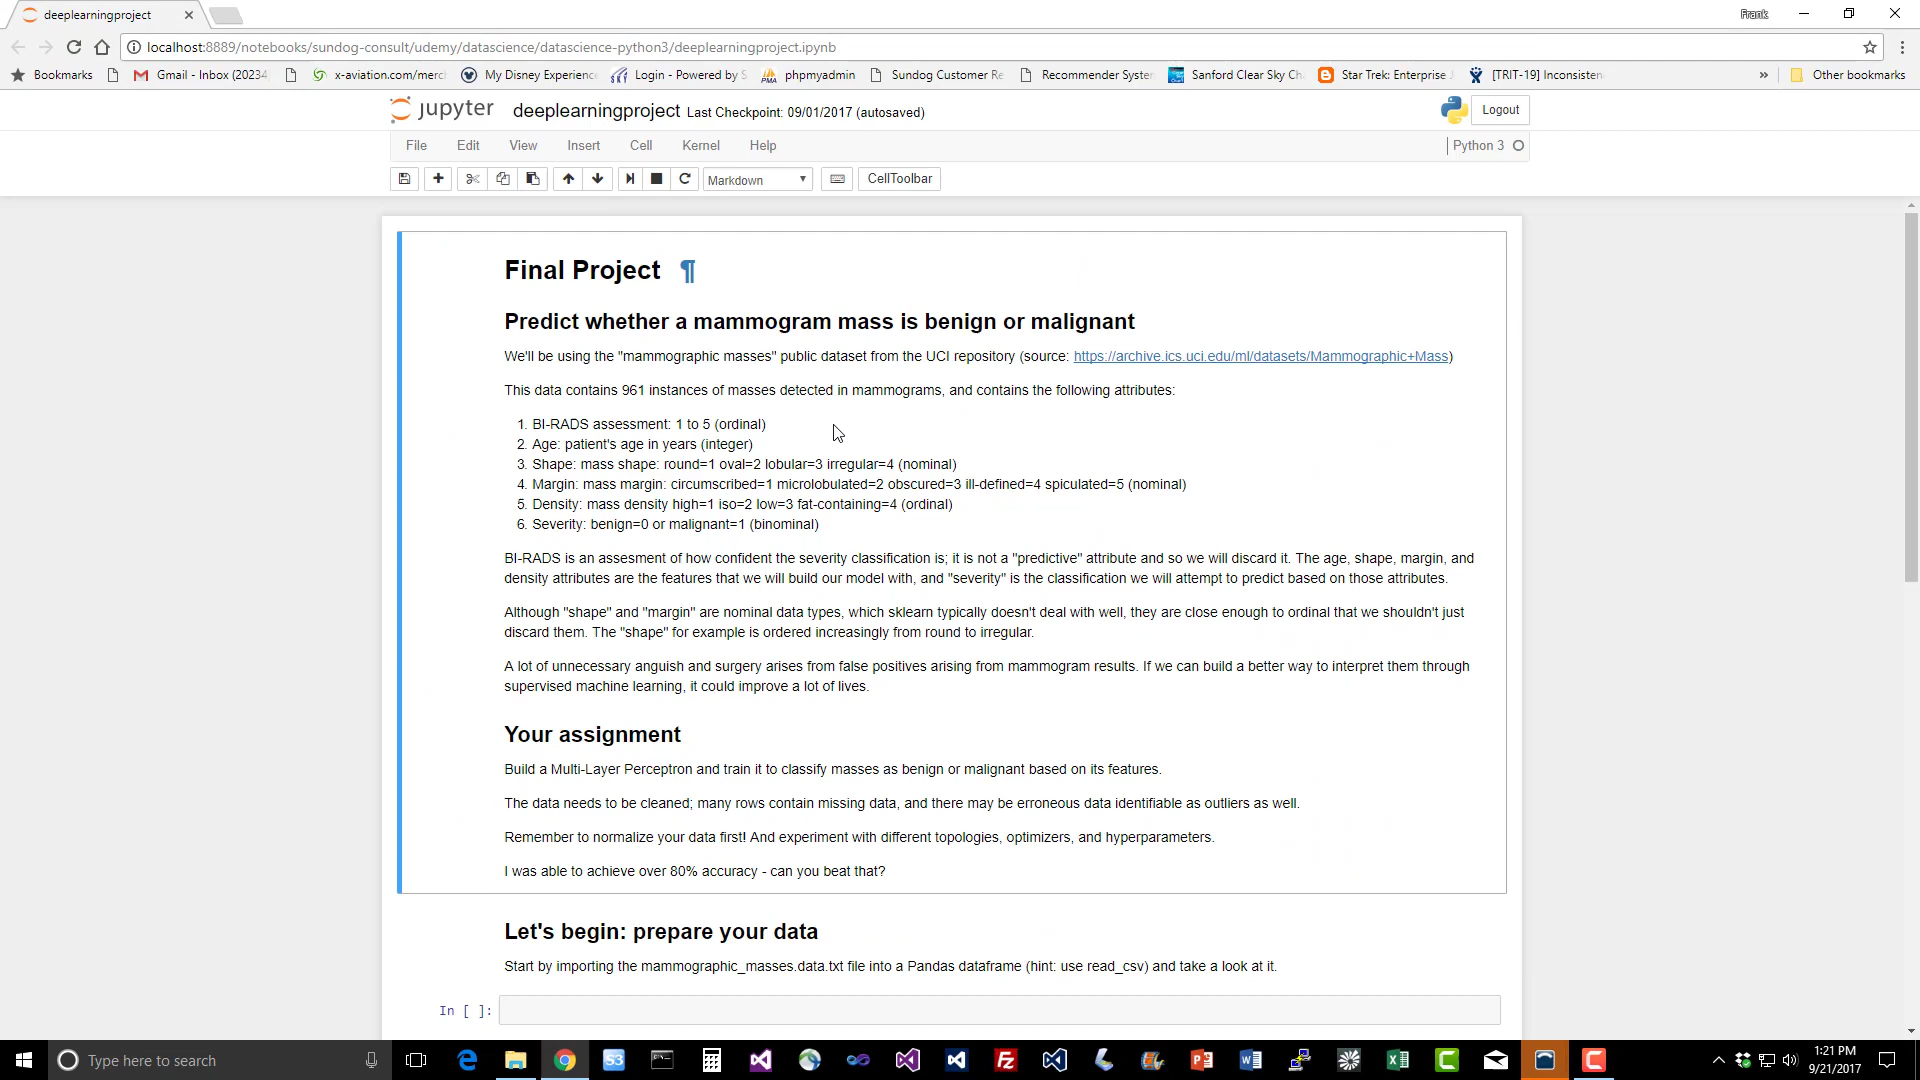 deeplearningproject
Frank
localhost:8889/notebooks/sundog-consult/udemy/datascience/datascience-python3/deeplearningproject.ipynb
Bookmarks Gmail - Inbox (20234 x-aviation.com/merc My Disney Experienc Login - Powered by S phpmyadmin Sundog Customer Re Recommender Syste Sanford Clear Sky Ch Star Trek: Enterprise [TRIT-19] Inconsisten » Other bookmarks
jupyter deeplearningproject Last Checkpoint: 09/01/2017 (autosaved) Logout
File Edit View Insert Cell Kernel Help Python 3
Markdown CellToolbar
Final Project ¶
Predict whether a mammogram mass is benign or malignant
We'll be using the "mammographic masses" public dataset from the UCI repository (source: https://archive.ics.uci.edu/ml/datasets/Mammographic+Mass)
This data contains 961 instances of masses detected in mammograms, and contains the following attributes:
1. BI-RADS assessment: 1 to 5 (ordinal)
2. Age: patient's age in years (integer)
3. Shape: mass shape: round=1 oval=2 lobular=3 irregular=4 (nominal)
4. Margin: mass margin: circumscribed=1 microlobulated=2 obscured=3 ill-defined=4 spiculated=5 (nominal)
5. Density: mass density high=1 iso=2 low=3 fat-containing=4 (ordinal)
6. Severity: benign=0 or malignant=1 (binominal)
BI-RADS is an assesment of how confident the severity classification is; it is not a "predictive" attribute and so we will discard it. The age, shape, margin, and
density attributes are the features that we will build our model with, and "severity" is the classification we will attempt to predict based on those attributes.
Although "shape" and "margin" are nominal data types, which sklearn typically doesn't deal with well, they are close enough to ordinal that we shouldn't just
discard them. The "shape" for example is ordered increasingly from round to irregular.
A lot of unnecessary anguish and surgery arises from false positives arising from mammogram results. If we can build a better way to interpret them through
supervised machine learning, it could improve a lot of lives.
Your assignment
Build a Multi-Layer Perceptron and train it to classify masses as benign or malignant based on its features.
The data needs to be cleaned; many rows contain missing data, and there may be erroneous data identifiable as outliers as well.
Remember to normalize your data first! And experiment with different topologies, optimizers, and hyperparameters.
I was able to achieve over 80% accuracy - can you beat that?
Let's begin: prepare your data
Start by importing the mammographic_masses.data.txt file into a Pandas dataframe (hint: use read_csv) and take a look at it.
In [ ]:
Type here to search
1:21 PM
9/21/2017